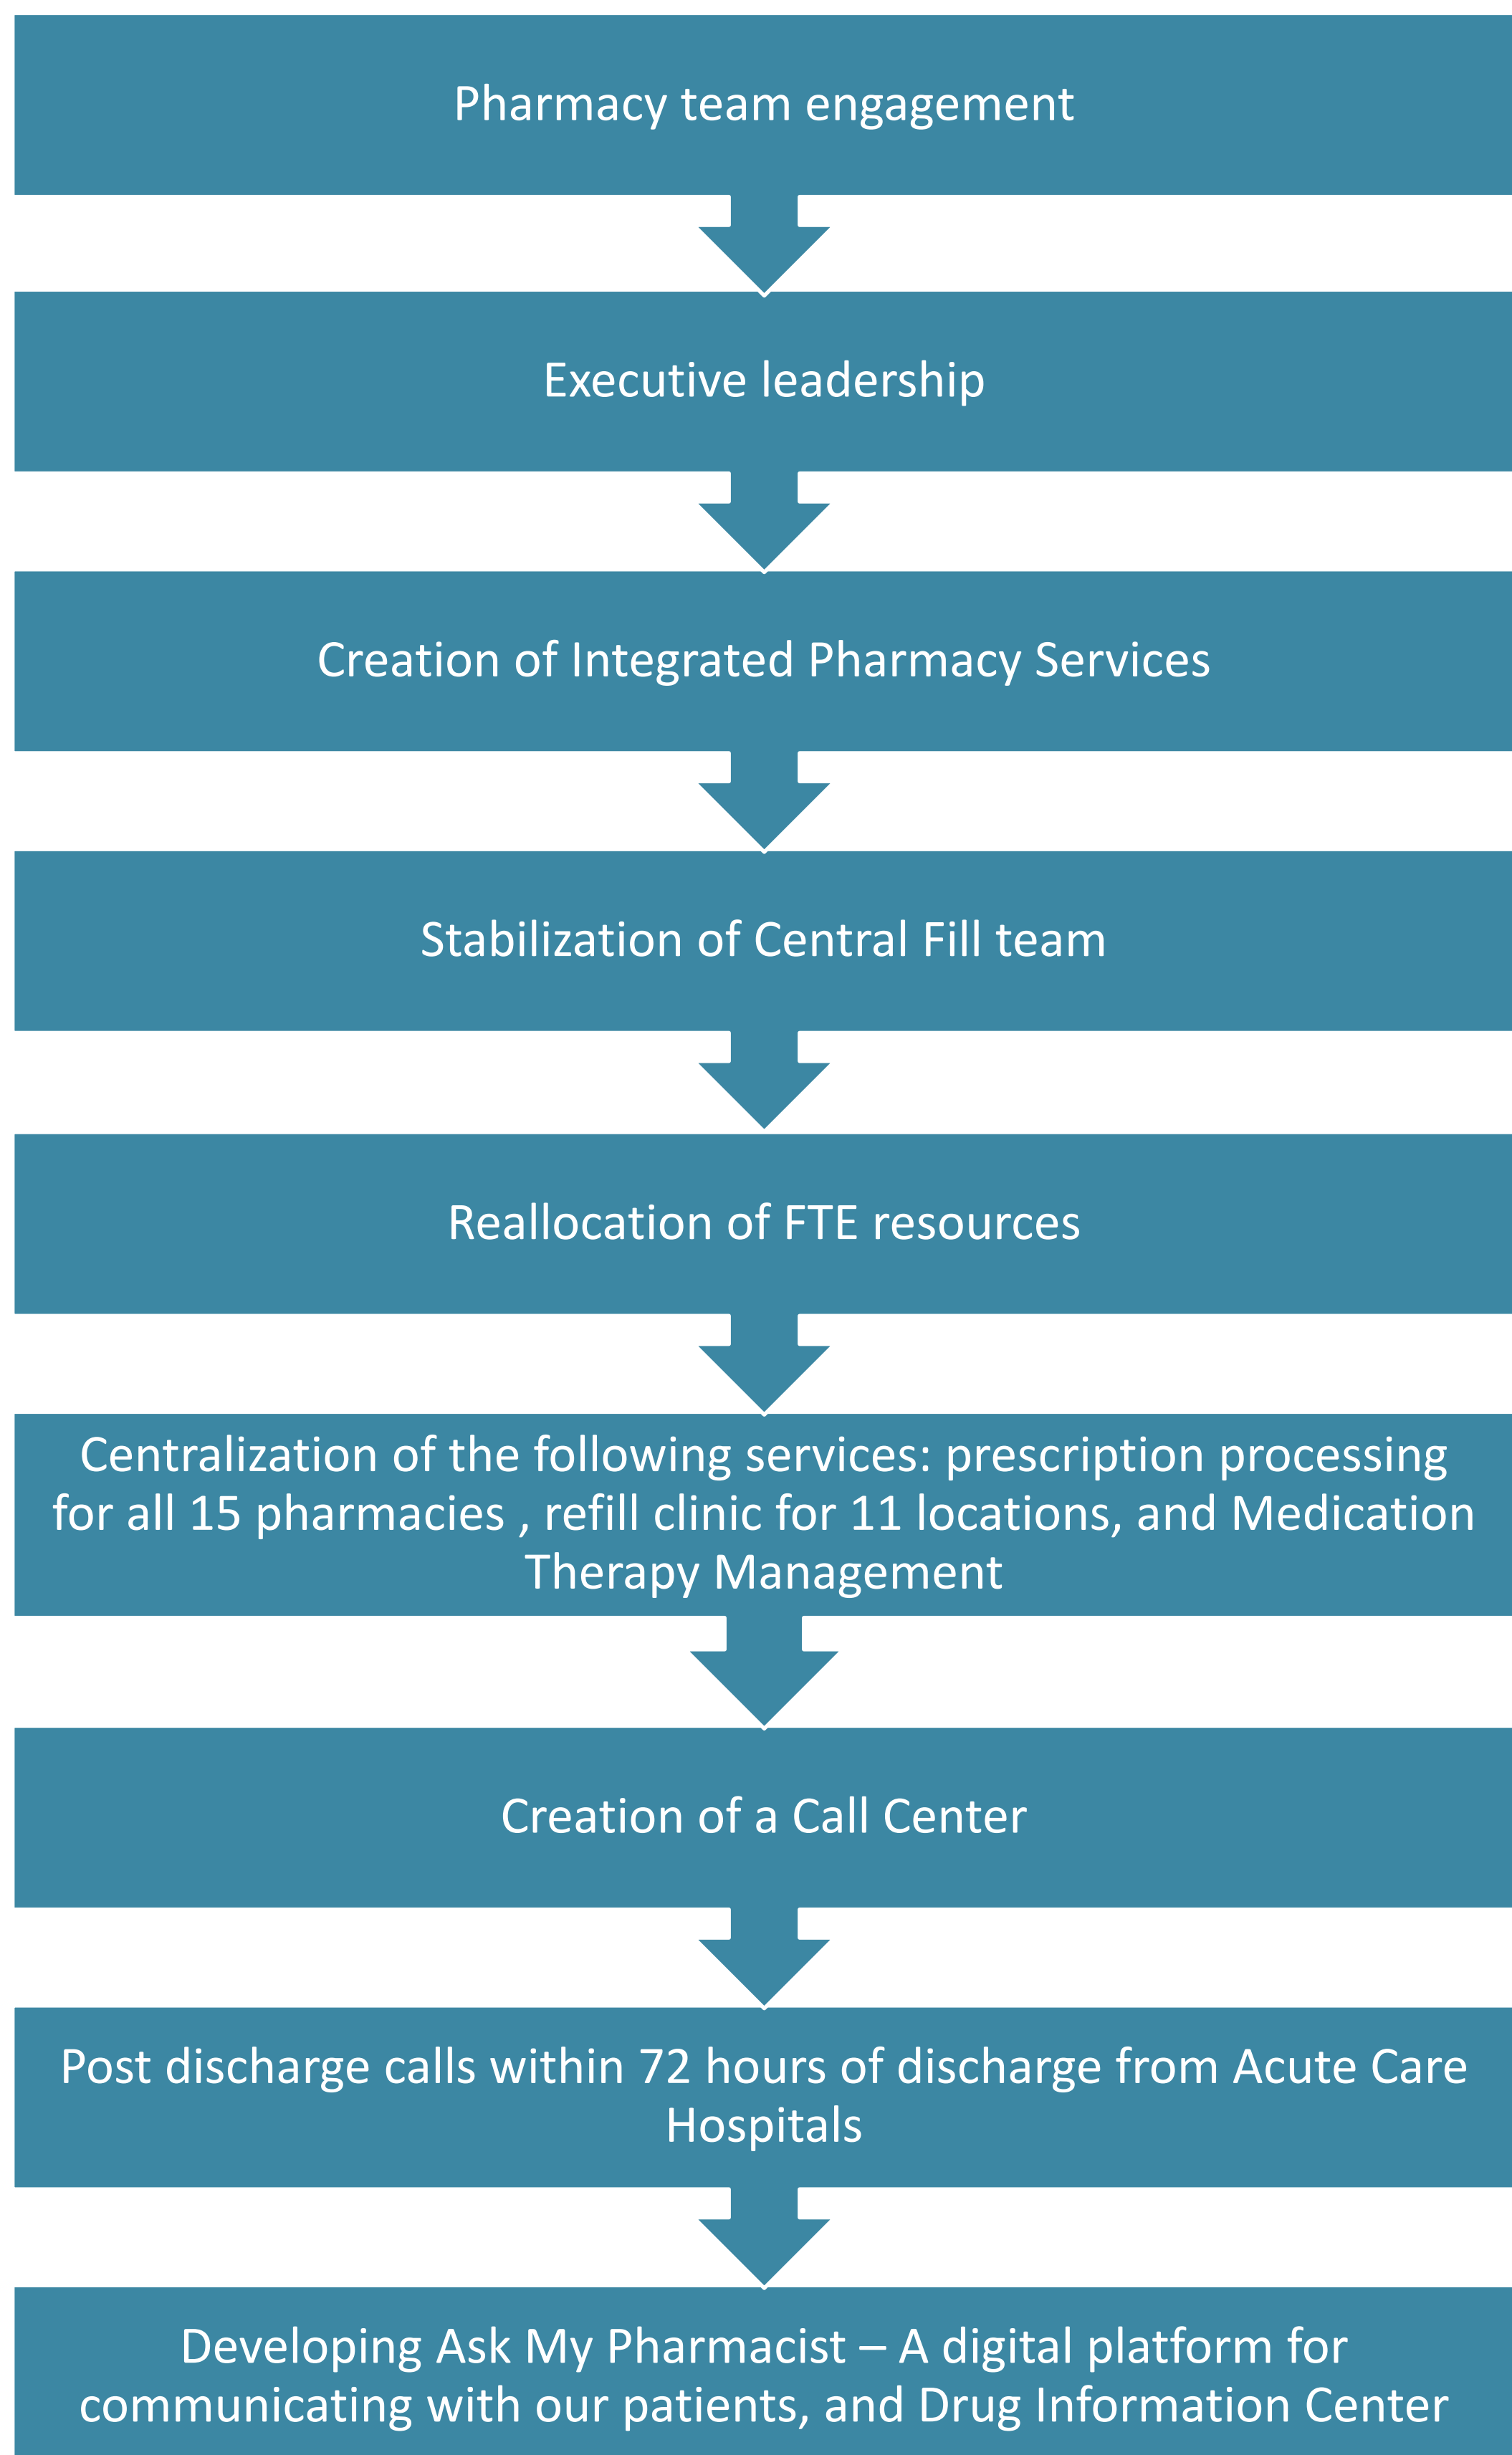 Pharmacy team engagement
Executive leadership
Creation of Integrated Pharmacy Services
Stabilization of Central Fill team
Reallocation of FTE resources
Centralization of the following services: prescription processing
for all 15 pharmacies , refill clinic for 11 locations, and Medication
Therapy Management
Creation of a Call Center
Post discharge calls within 72 hours of discharge from Acute Care
Hospitals
Developing Ask My Pharmacist – A digital platform for
communicating with our patients, and Drug Information Center